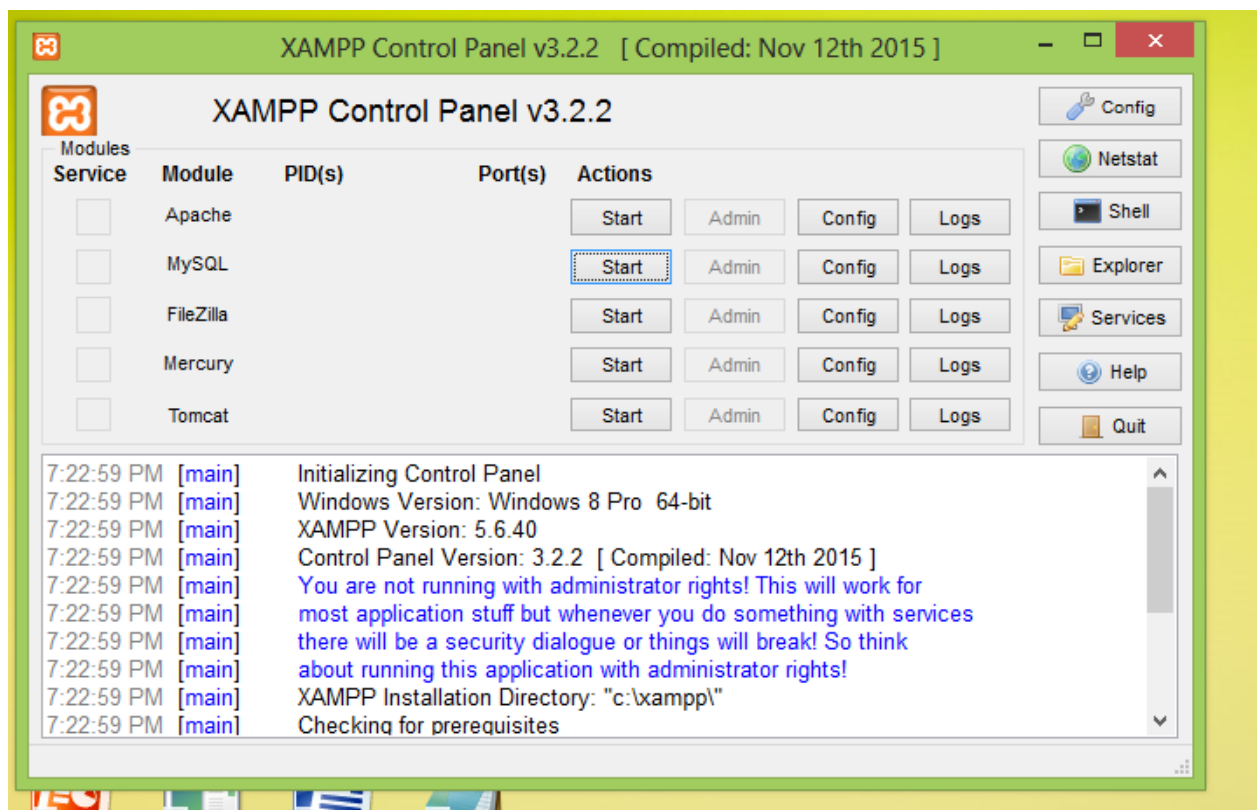 XAMPP Control Panel v3.2.2 [ Compiled: Nov 12th 2015 ]
XAMPP Control Panel v3.2.2
Config
Modules
Netstat
Service Module PID(s) Port(s) Actions
Apache Start Admin Config Logs
Shell
MySQL Start Admin Config Logs
Explorer
FileZilla Start Admin Config Logs
Services
Mercury Start Admin Config Logs
Help
Tomcat Start Admin Config Logs
Quit
7:22:59 PM [main] Initializing Control Panel
7:22:59 PM [main] Windows Version: Windows 8 Pro 64-bit
7:22:59 PM [main] XAMPP Version: 5.6.40
7:22:59 PM [main] Control Panel Version: 3.2.2 [ Compiled: Nov 12th 2015 ]
7:22:59 PM [main] You are not running with administrator rights! This will work for
7:22:59 PM [main] most application stuff but whenever you do something with services
7:22:59 PM [main] there will be a security dialogue or things will break! So think
7:22:59 PM [main] about running this application with administrator rights!
7:22:59 PM [main] XAMPP Installation Directory: "c:\xampp\"
7:22:59 PM [main] Checking for prerequisites